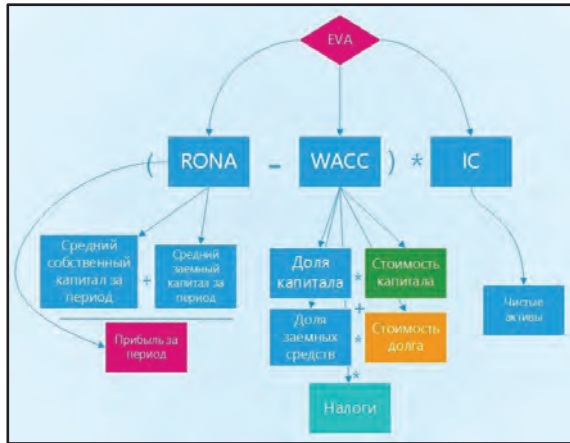 EVA
( RONA - WACC ) * IC
Средний
собственный
капитал за
период
+
Средний
заемный
капитал за
период
Прибыль за
период
Доля
капитала
*
Стоимость
капитала
+
Доля
заемных
средств
*
Стоимость
долга
*
Налоги
Чистые
активы